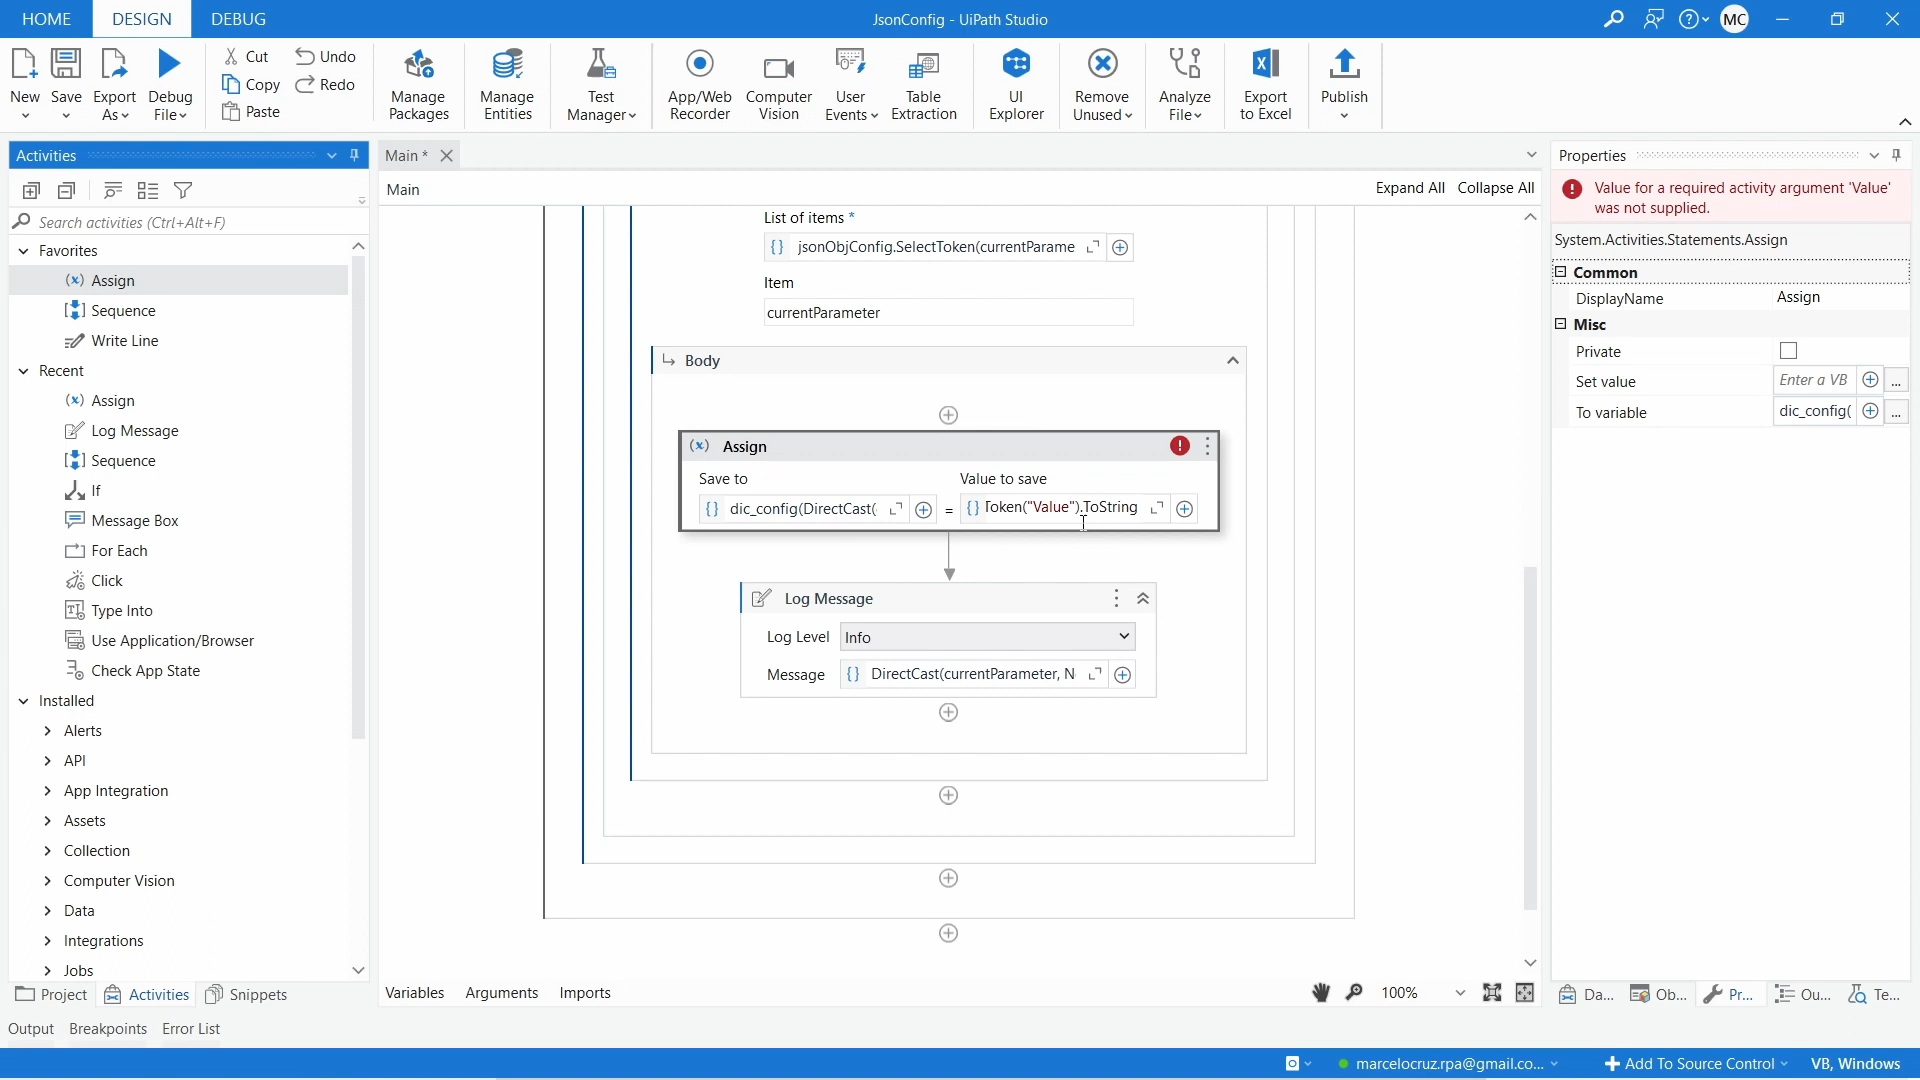 HOME
DESIGN
DEBUG
JsonConfig - UiPath Studio
MC
New
Save
Export As
Debug File
Cut
Copy
Paste
Undo
Redo
Manage Packages
Manage Entities
Test Manager
App/Web Recorder
Computer Vision
User Events
Table Extraction
UI Explorer
Remove Unused
Analyze File
Export to Excel
Publish
Activities
Search activities (Ctrl+Alt+F)
Favorites
Assign
Sequence
Write Line
Recent
Assign
Log Message
Sequence
If
Message Box
For Each
Click
Type Into
Use Application/Browser
Check App State
Installed
Alerts
API
App Integration
Assets
Collection
Computer Vision
Data
Integrations
Jobs
Project
Activities
Snippets
Main *
Main
Expand All
Collapse All
List of items *
jsonObjConfig.SelectToken(currentParame
Item
currentParameter
Body
Assign
Save to
Value to save
dic_config(DirectCast(
=
Token("Value").ToString
Log Message
Log Level
Info
Message
DirectCast(currentParameter, N
Variables
Arguments
Imports
100%
Properties
Value for a required activity argument 'Value' was not supplied.
System.Activities.Statements.Assign
Common
DisplayName
Assign
Misc
Private
Set value
Enter a VB
...
To variable
dic_config(
...
Da...
Ob...
Pr...
Ou...
Te...
Output
Breakpoints
Error List
marcelocruz.rpa@gmail.co...
Add To Source Control
VB, Windows